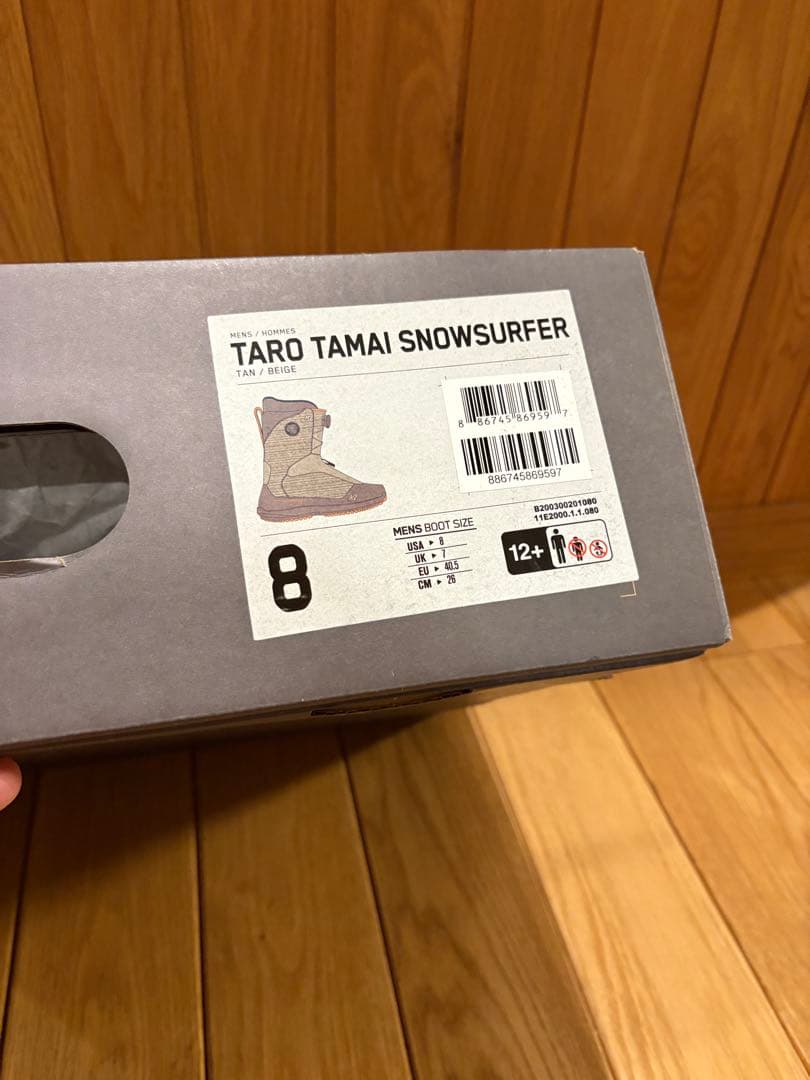 MENS / HOMMES
TARO TAMAI SNOWSURFER
TAN / BEIGE
8 86745 86959 7
886745869597
B200300201080
11E2000.1.1.080
MENS BOOT SIZE
USA ▸ 8
UK ▸ 7
EU ▸ 40.5
CM ▸ 26
8
12+